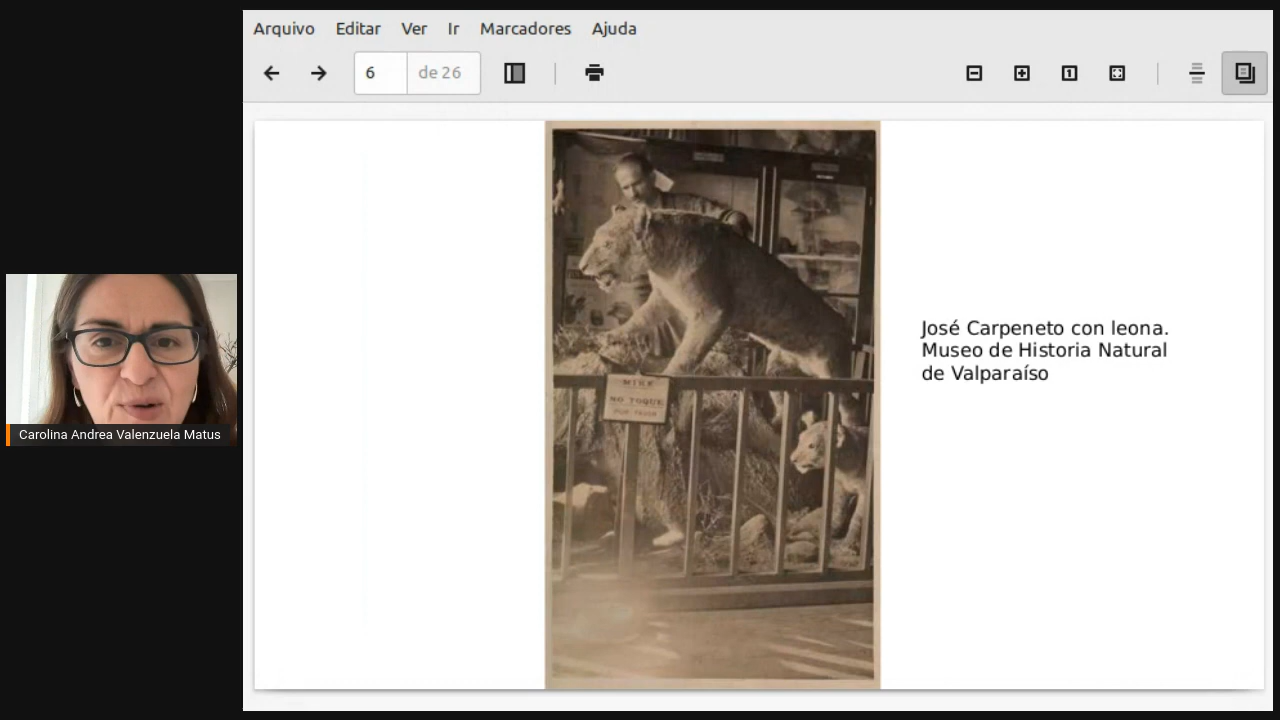 Arquivo Editar Ver Ir Marcadores Ajuda
6 de 26
José Carpeneto con leona.
Museo de Historia Natural
de Valparaíso
MIRE
NO TOQUE
POR FAVOR
Carolina Andrea Valenzuela Matus